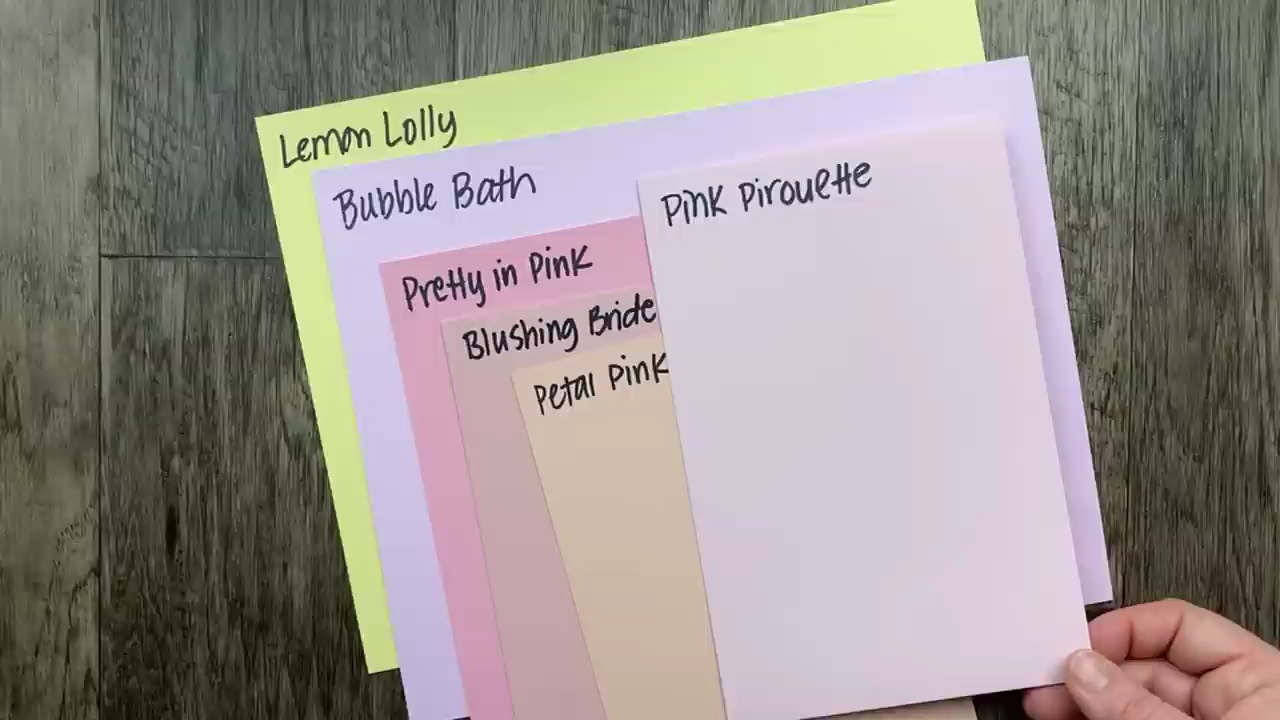 Lemon Lolly
Bubble Bath
Pink Pirouette
Pretty in Pink
Blushing Bride
Petal Pink